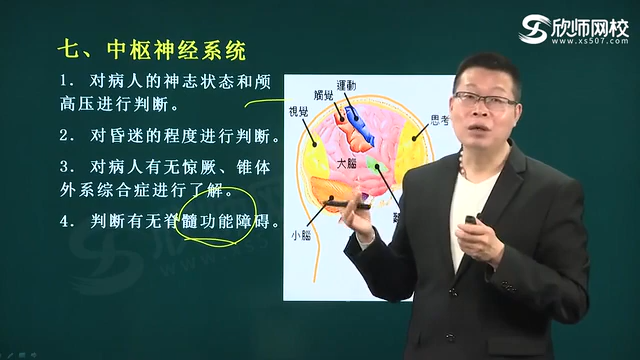 欣师网校
www.xs507.com
七、中枢神经系统
1. 对病人的神志状态和颅
高压进行判断。
2. 对昏迷的程度进行判断。
3. 对病人有无惊厥、锥体
外系综合症进行了解。
4. 判断有无脊髓功能障碍。
運動
觸覺
視覺
思考
大腦
小腦